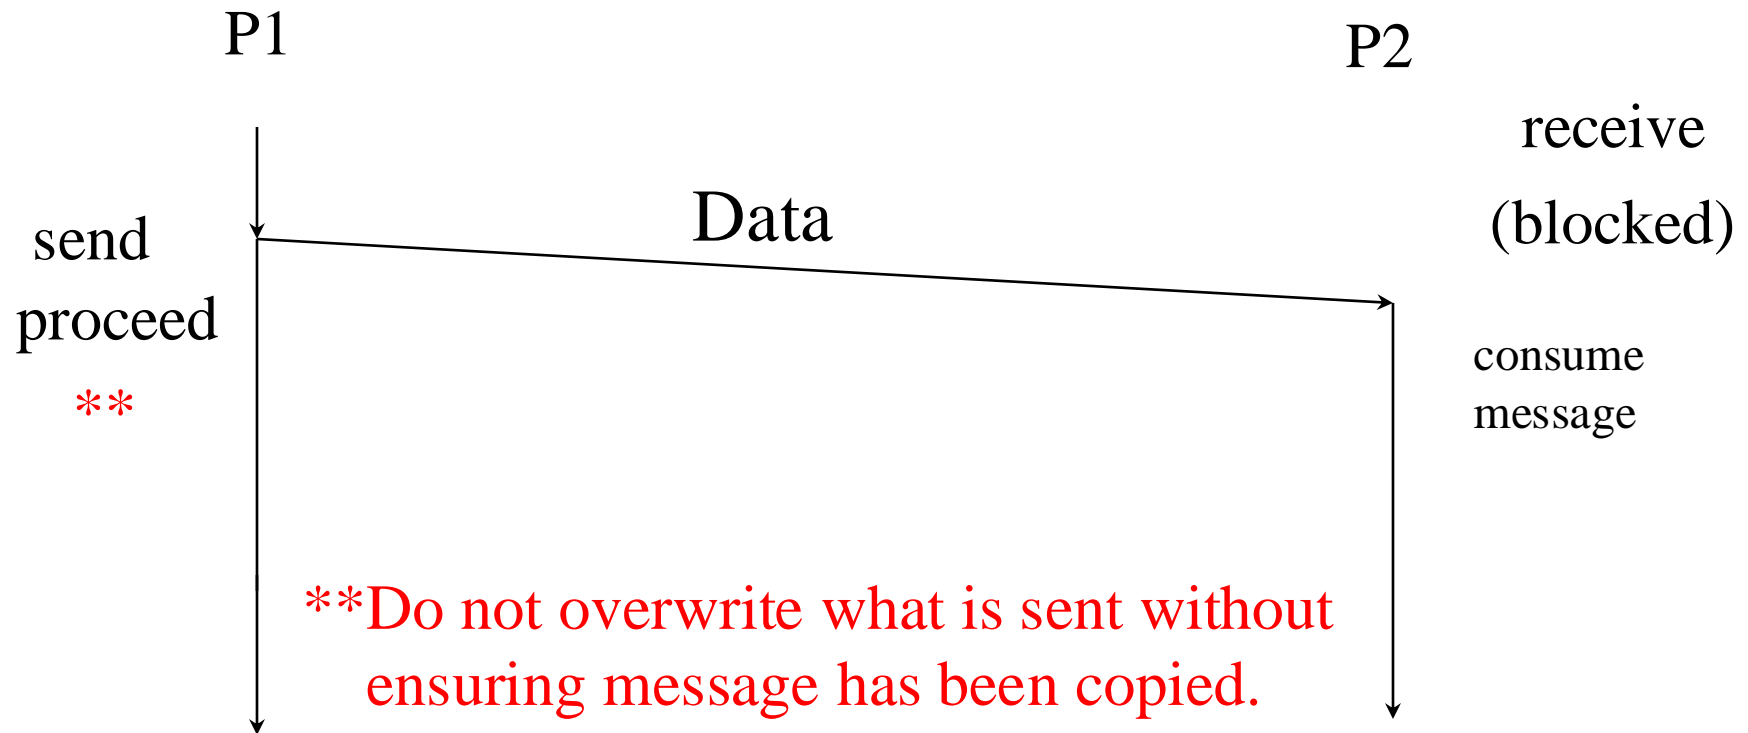 P1
P2
receive
Data
(blocked)
send
proceed
consume
message
**
**Do not overwrite what is sent without
ensuring message has been copied.